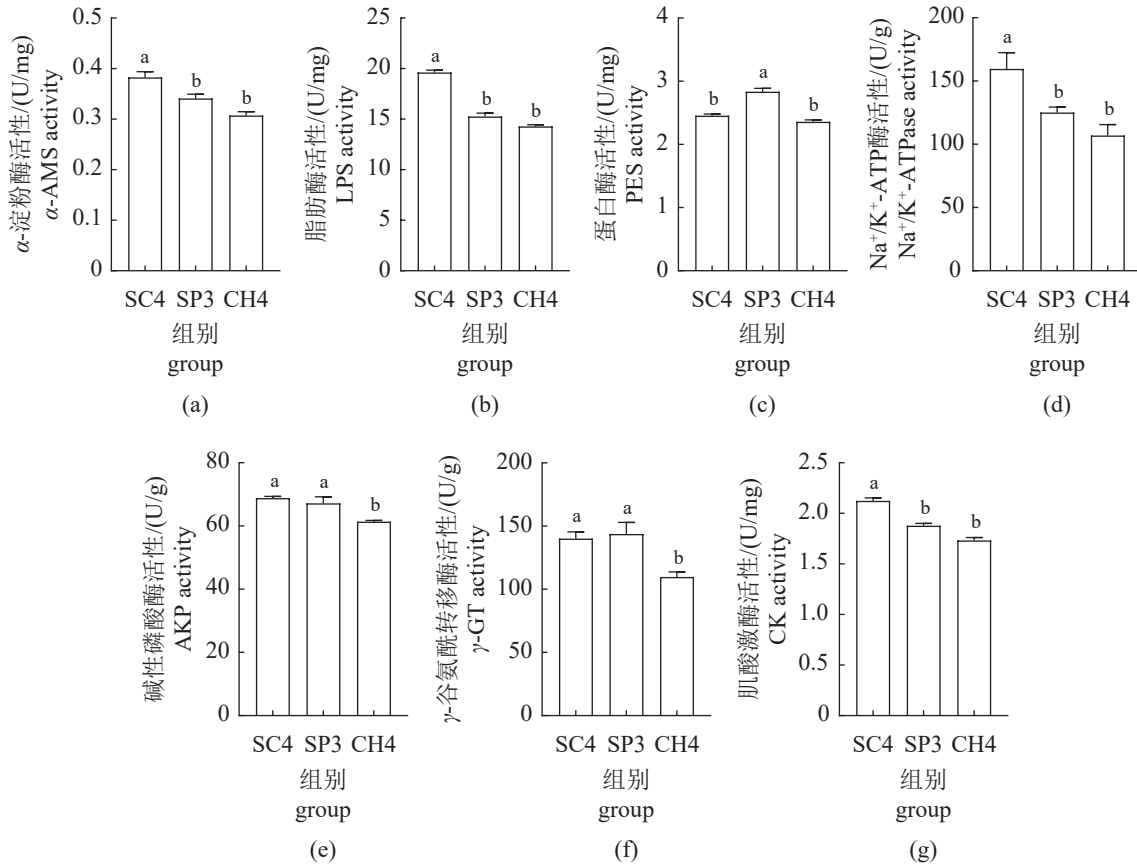 α-淀粉酶活性/(U/mg)
α-AMS activity
0.5
0.4
0.3
0.2
0.1
0
a
b
b
SC4 SP3 CH4
组别
group
(a)
脂肪酶活性/(U/mg)
LPS activity
25
20
15
10
5
0
a
b
b
SC4 SP3 CH4
组别
group
(b)
蛋白酶活性/(U/mg)
PES activity
4
3
2
1
0
b
a
b
SC4 SP3 CH4
组别
group
(c)
Na⁺/K⁺-ATP酶活性/(U/g)
Na⁺/K⁺-ATPase activity
200
150
100
50
0
a
b
b
SC4 SP3 CH4
组别
group
(d)
碱性磷酸酶活性/(U/g)
AKP activity
80
60
40
20
0
a
a
b
SC4 SP3 CH4
组别
group
(e)
γ-谷氨酰转移酶活性/(U/g)
γ-GT activity
200
150
100
50
0
a
a
b
SC4 SP3 CH4
组别
group
(f)
肌酸激酶活性/(U/mg)
CK activity
2.5
2.0
1.5
1.0
0.5
0
a
b
b
SC4 SP3 CH4
组别
group
(g)